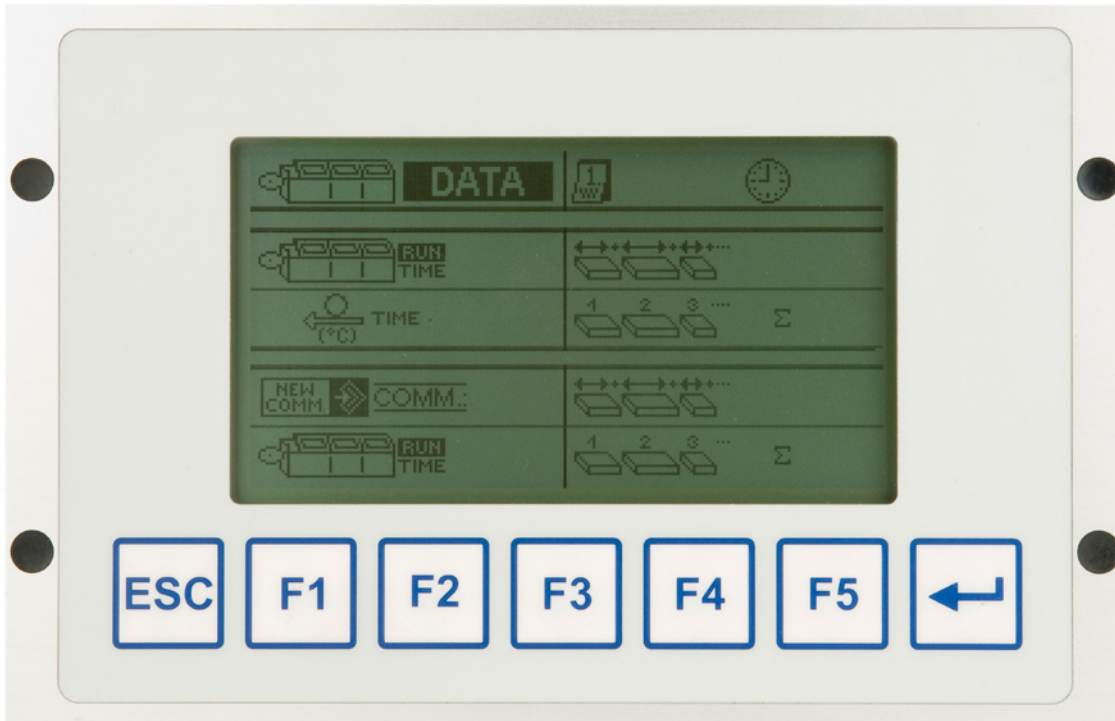 DATA 1
RUN
TIME
TIME
(°C) 1 2 3 .... Σ
NEW
COMM. COMM.:
RUN
TIME 1 2 3 ... Σ
ESC F1 F2 F3 F4 F5